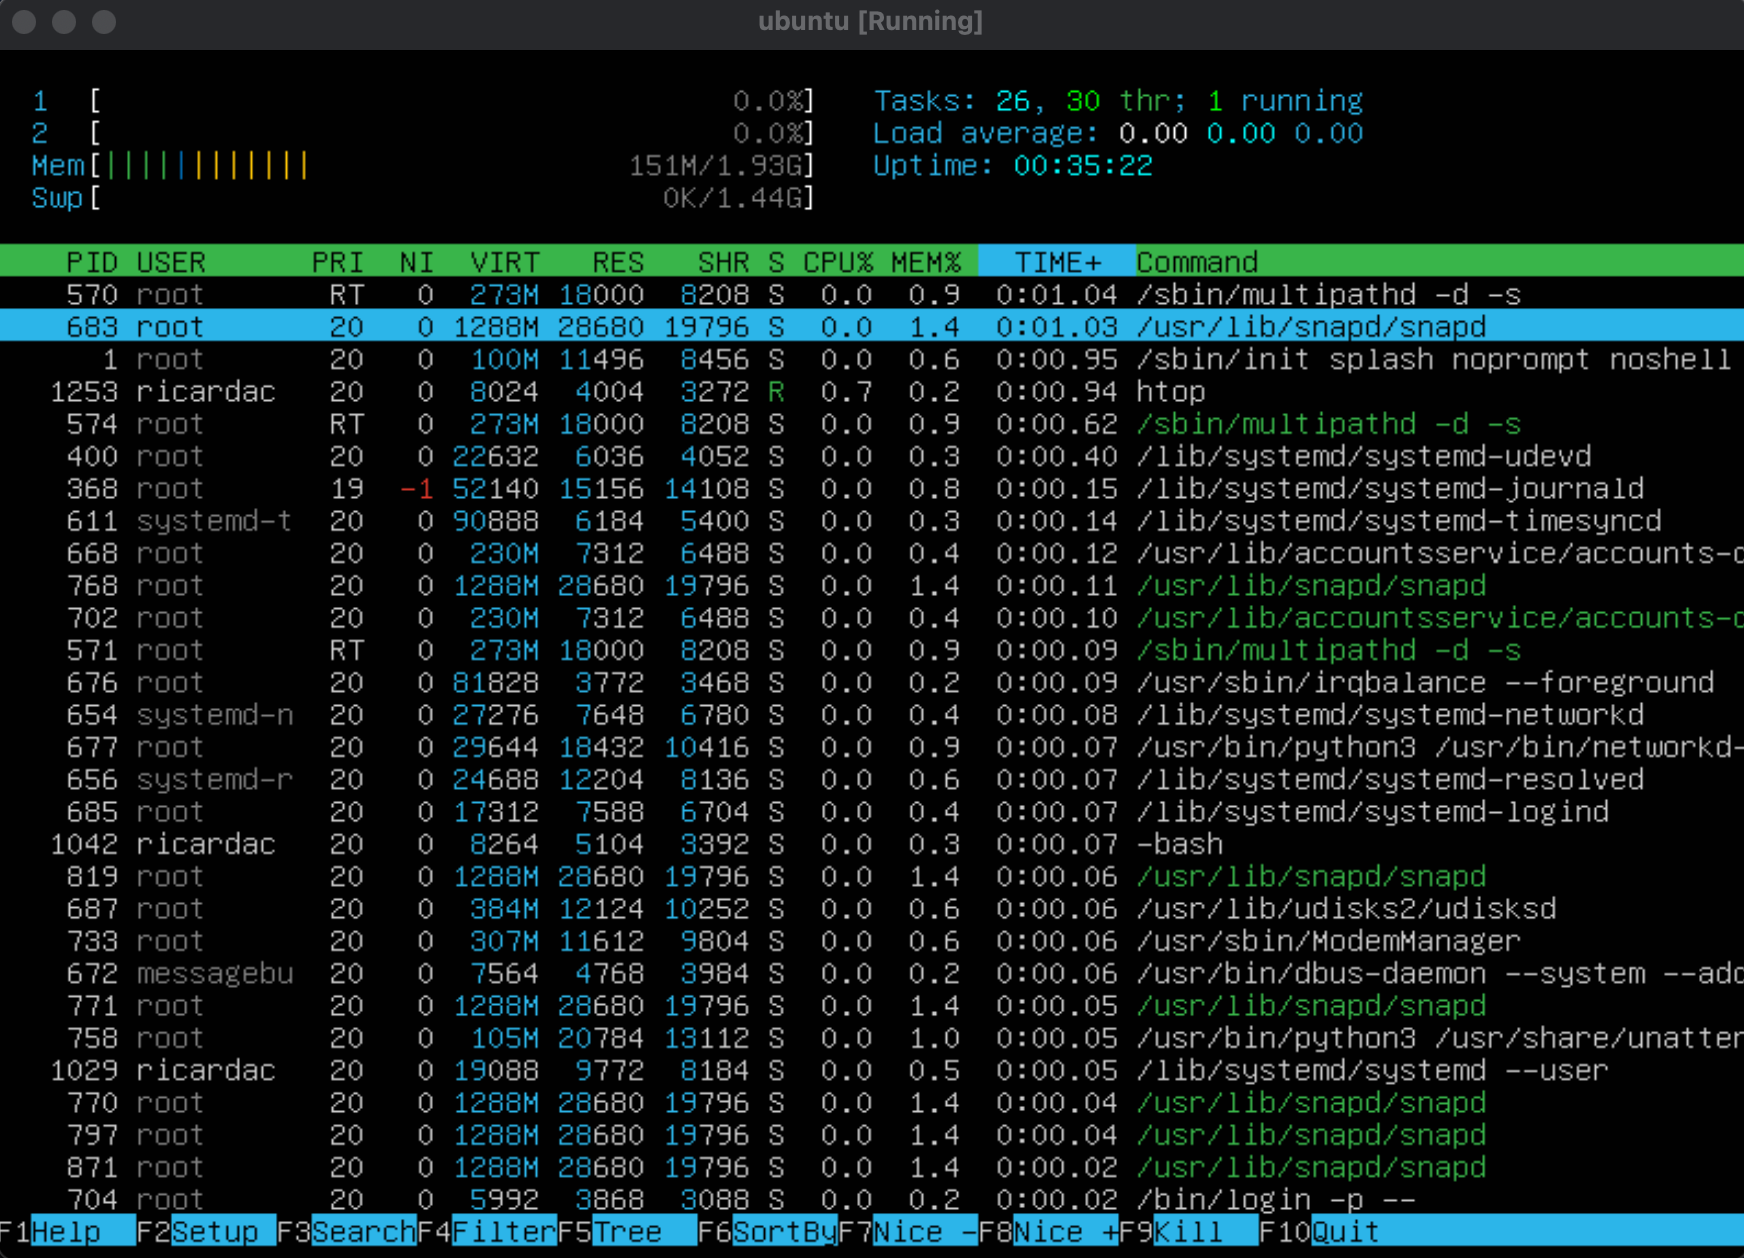 ubuntu [Running]
1 [ 0.0%] Tasks: 26, 30 thr; 1 running
2 [ 0.0%] Load average: 0.00 0.00 0.00
Mem[|||||||||||| 151M/1.93G] Uptime: 00:35:22
Swp[ 0K/1.44G]
PID USER PRI NI VIRT RES SHR S CPU% MEM% TIME+ Command
570 root RT 0 273M 18000 8208 S 0.0 0.9 0:01.04 /sbin/multipathd -d -s
683 root 20 0 1288M 28680 19796 S 0.0 1.4 0:01.03 /usr/lib/snapd/snapd
1 root 20 0 100M 11496 8456 S 0.0 0.6 0:00.95 /sbin/init splash noprompt noshell
1253 ricardac 20 0 8024 4004 3272 R 0.7 0.2 0:00.94 htop
574 root RT 0 273M 18000 8208 S 0.0 0.9 0:00.62 /sbin/multipathd -d -s
400 root 20 0 22632 6036 4052 S 0.0 0.3 0:00.40 /lib/systemd/systemd-udevd
368 root 19 -1 52140 15156 14108 S 0.0 0.8 0:00.15 /lib/systemd/systemd-journald
611 systemd-t 20 0 90888 6184 5400 S 0.0 0.3 0:00.14 /lib/systemd/systemd-timesyncd
668 root 20 0 230M 7312 6488 S 0.0 0.4 0:00.12 /usr/lib/accountsservice/accounts-d
768 root 20 0 1288M 28680 19796 S 0.0 1.4 0:00.11 /usr/lib/snapd/snapd
702 root 20 0 230M 7312 6488 S 0.0 0.4 0:00.10 /usr/lib/accountsservice/accounts-d
571 root RT 0 273M 18000 8208 S 0.0 0.9 0:00.09 /sbin/multipathd -d -s
676 root 20 0 81828 3772 3468 S 0.0 0.2 0:00.09 /usr/sbin/irqbalance --foreground
654 systemd-n 20 0 27276 7648 6780 S 0.0 0.4 0:00.08 /lib/systemd/systemd-networkd
677 root 20 0 29644 18432 10416 S 0.0 0.9 0:00.07 /usr/bin/python3 /usr/bin/networkd-
656 systemd-r 20 0 24688 12204 8136 S 0.0 0.6 0:00.07 /lib/systemd/systemd-resolved
685 root 20 0 17312 7588 6704 S 0.0 0.4 0:00.07 /lib/systemd/systemd-logind
1042 ricardac 20 0 8264 5104 3392 S 0.0 0.3 0:00.07 -bash
819 root 20 0 1288M 28680 19796 S 0.0 1.4 0:00.06 /usr/lib/snapd/snapd
687 root 20 0 384M 12124 10252 S 0.0 0.6 0:00.06 /usr/lib/udisks2/udisksd
733 root 20 0 307M 11612 9804 S 0.0 0.6 0:00.06 /usr/sbin/ModemManager
672 messagebu 20 0 7564 4768 3984 S 0.0 0.2 0:00.06 /usr/bin/dbus-daemon --system --add
771 root 20 0 1288M 28680 19796 S 0.0 1.4 0:00.05 /usr/lib/snapd/snapd
758 root 20 0 105M 20784 13112 S 0.0 1.0 0:00.05 /usr/bin/python3 /usr/share/unatter
1029 ricardac 20 0 19088 9772 8184 S 0.0 0.5 0:00.05 /lib/systemd/systemd --user
770 root 20 0 1288M 28680 19796 S 0.0 1.4 0:00.04 /usr/lib/snapd/snapd
797 root 20 0 1288M 28680 19796 S 0.0 1.4 0:00.04 /usr/lib/snapd/snapd
871 root 20 0 1288M 28680 19796 S 0.0 1.4 0:00.02 /usr/lib/snapd/snapd
704 root 20 0 5992 3868 3088 S 0.0 0.2 0:00.02 /bin/login -p --
F1Help F2Setup F3SearchF4FilterF5Tree F6SortByF7Nice -F8Nice +F9Kill F10Quit